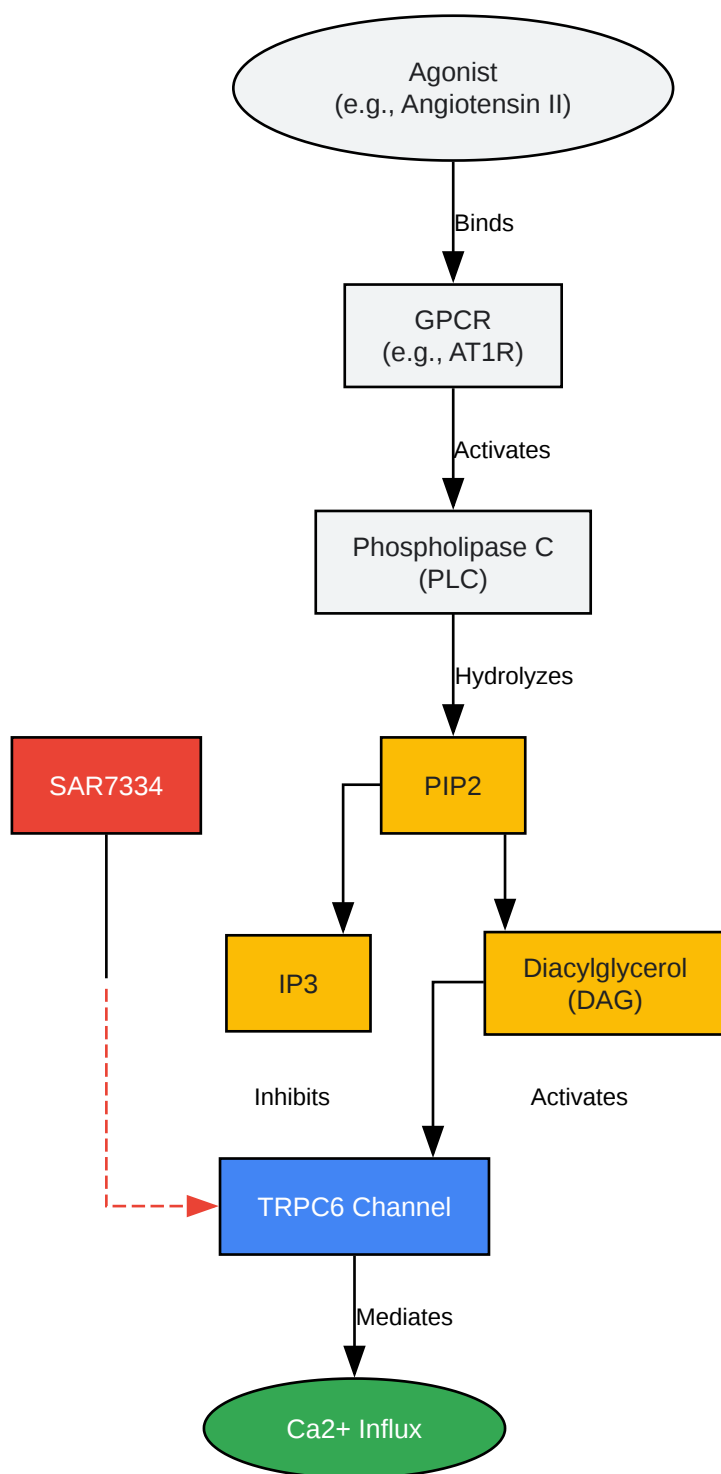 Agonist
(e.g., Angiotensin II)
Binds
GPCR
(e.g., AT1R)
Activates
Phospholipase C
(PLC)
Hydrolyzes
SAR7334
PIP2
IP3
Diacylglycerol
(DAG)
Inhibits
Activates
TRPC6 Channel
Mediates
Ca2+ Influx